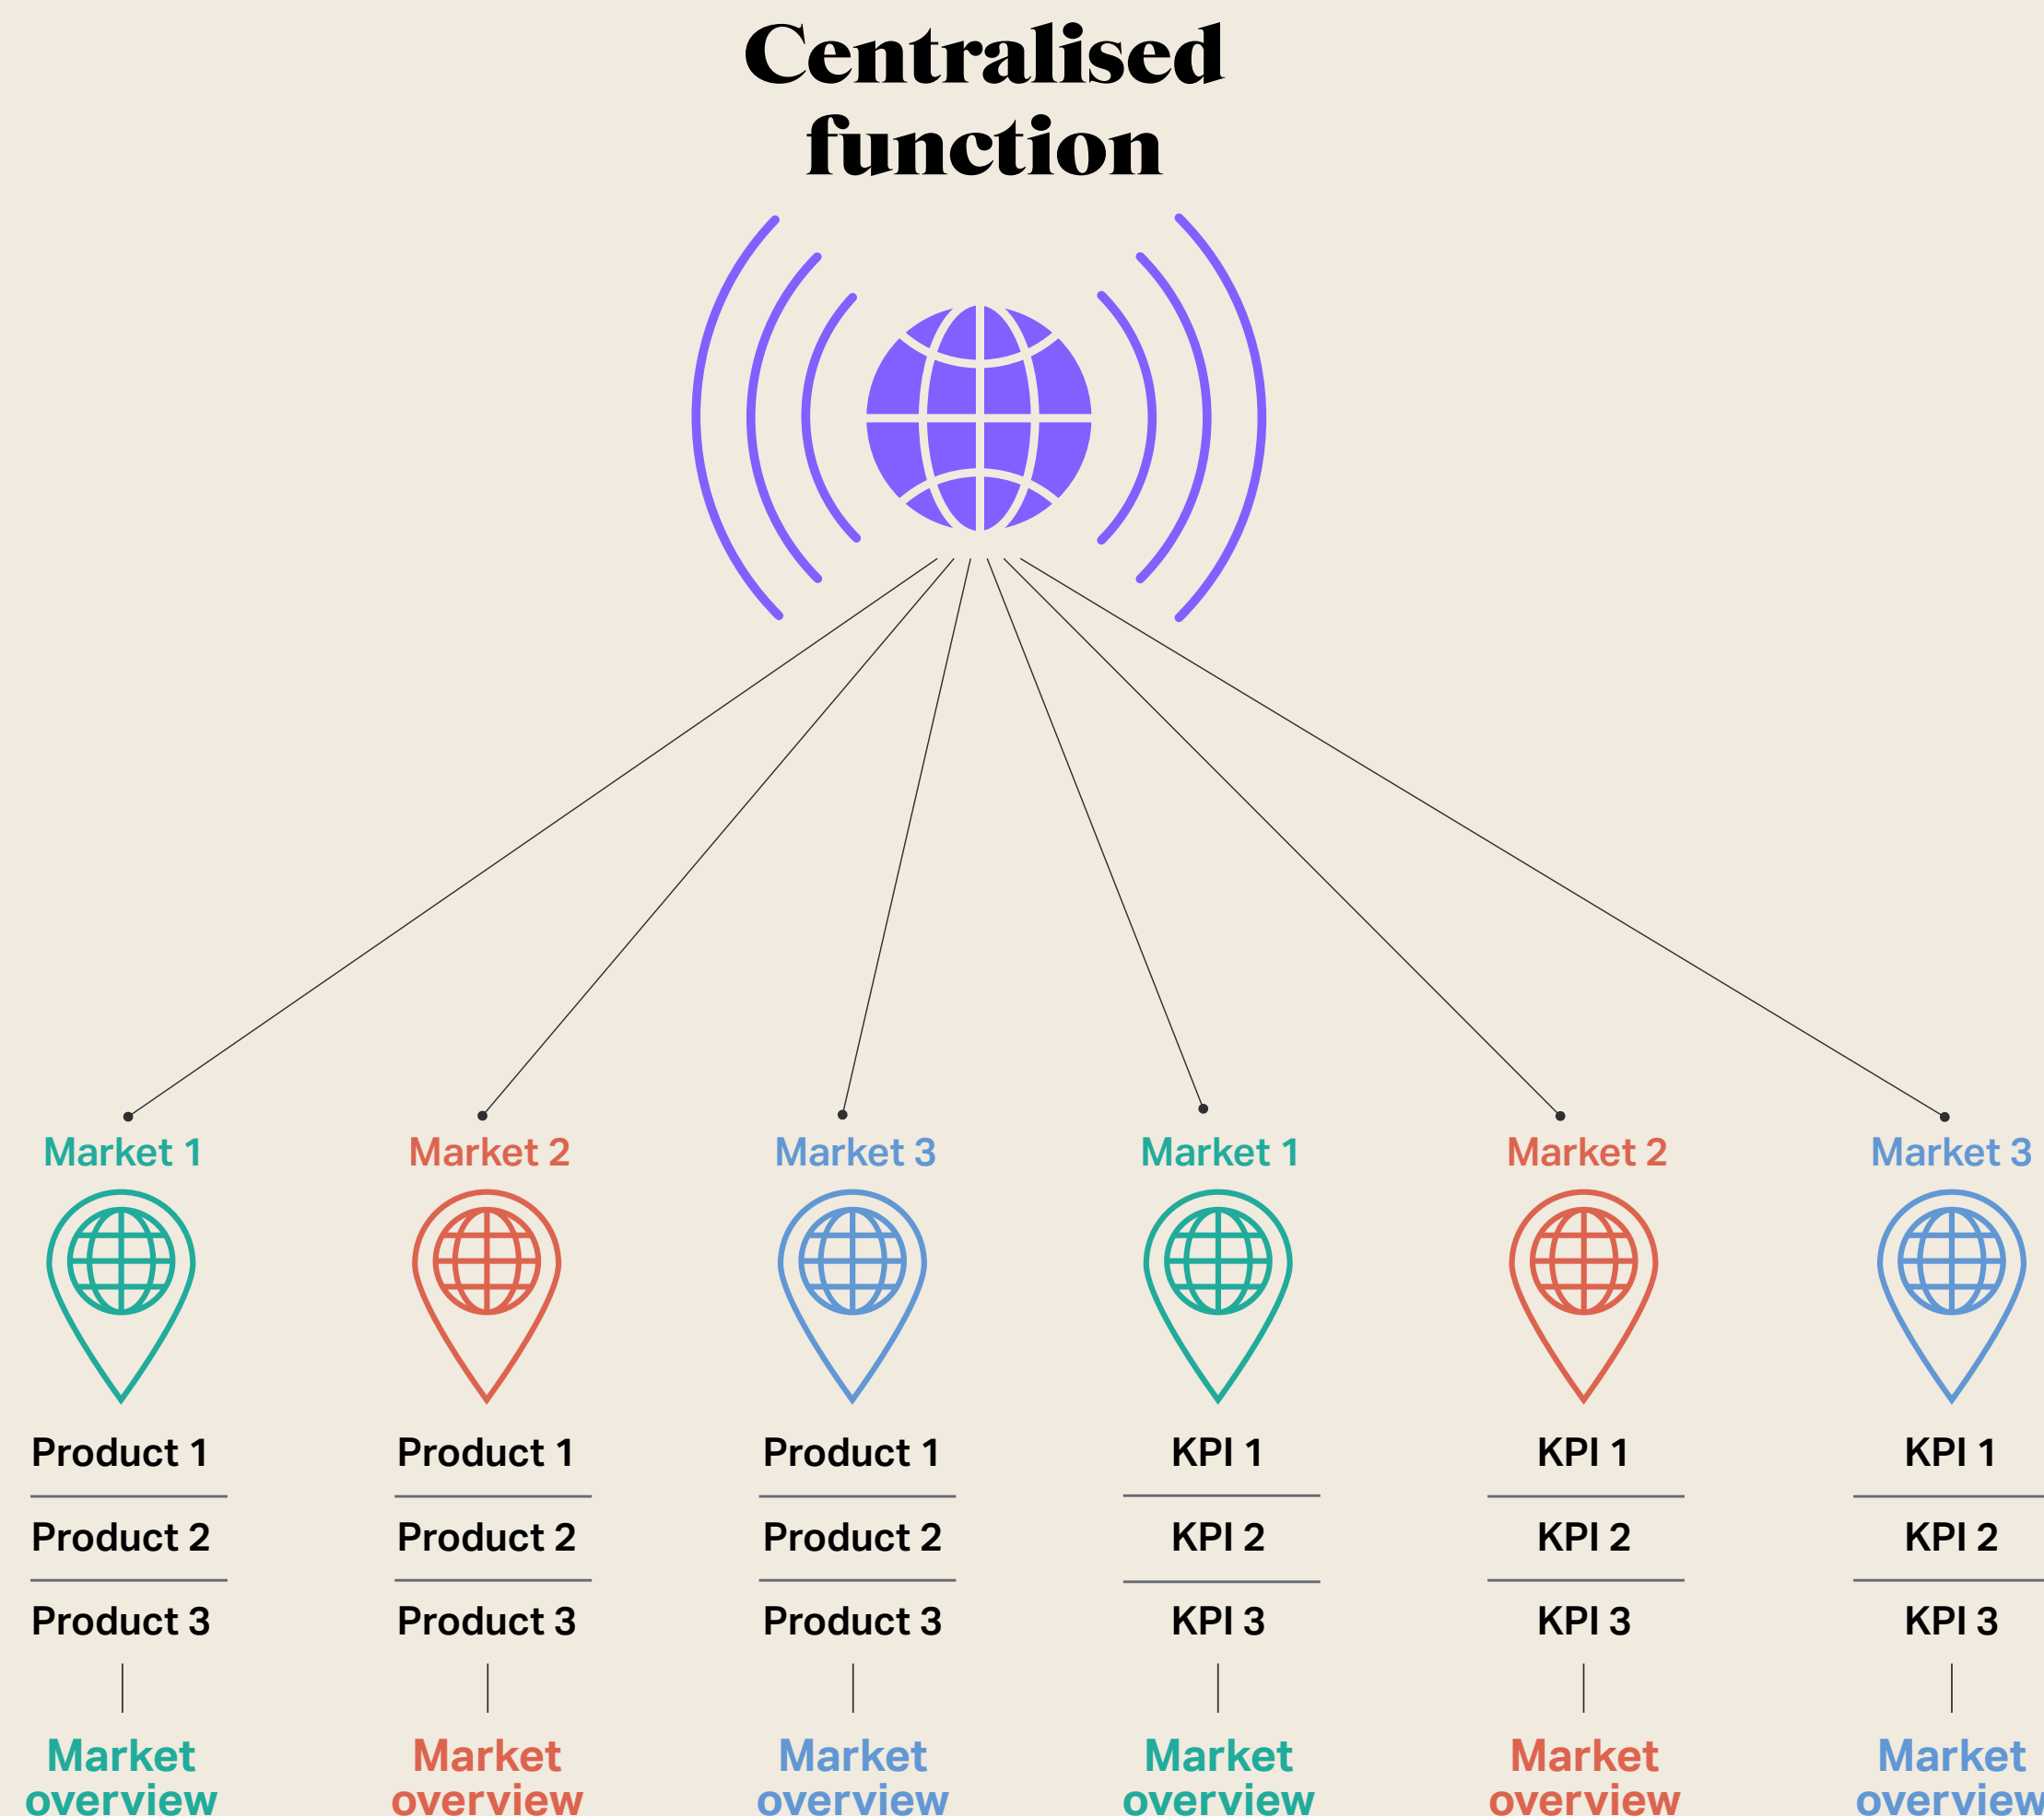 Centralised
function
Market 1
Market 2
Market 3
Market 1
Market 2
Market 3
Product 1
Product 1
Product 1
KPI 1
KPI 1
KPI 1
Product 2
Product 2
Product 2
KPI 2
KPI 2
KPI 2
Product 3
Product 3
Product 3
KPI 3
KPI 3
KPI 3
Market
overview
Market
overview
Market
overview
Market
overview
Market
overview
Market
overview